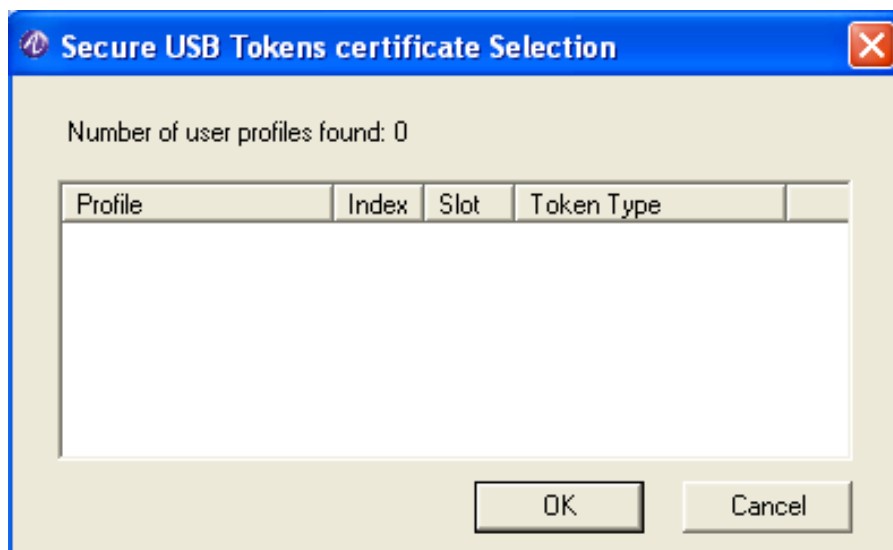 Secure USB Tokens certificate Selection
Number of user profiles found: 0
Profile Index Slot Token Type
OK Cancel